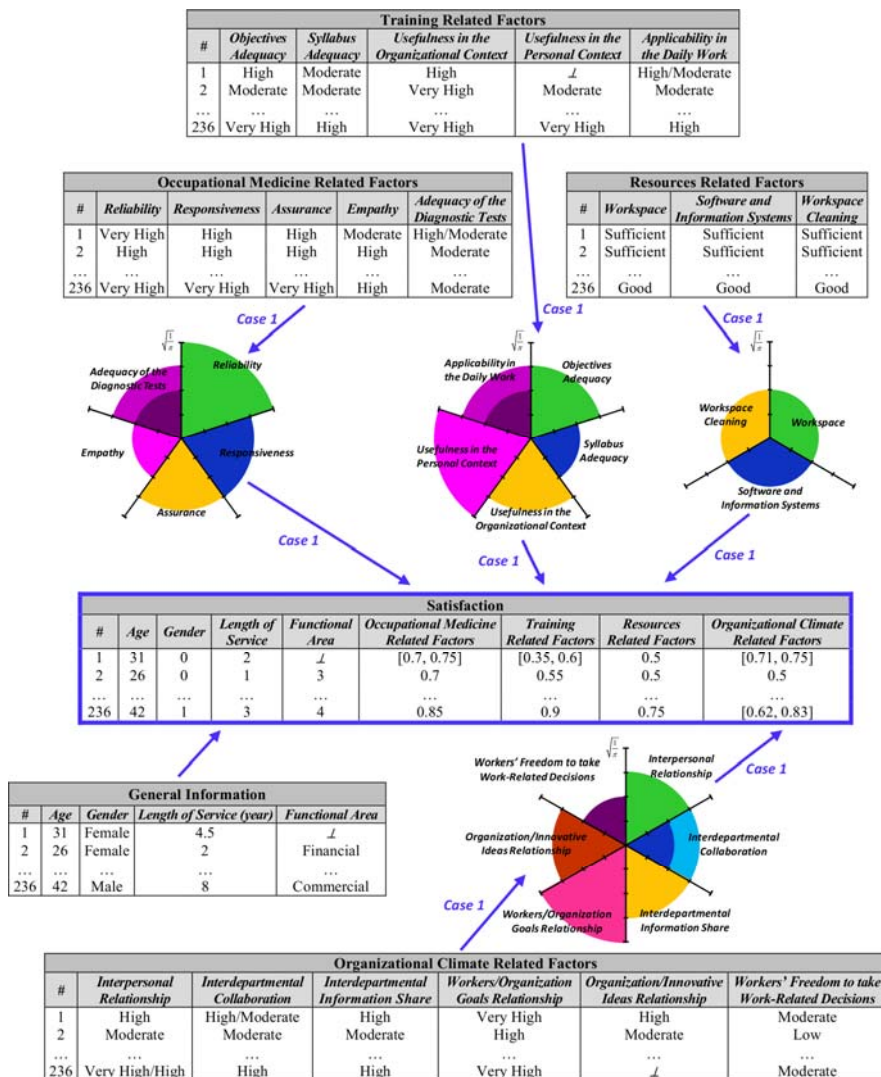 Training Related Factors
# Objectives Adequacy Syllabus Adequacy Usefulness in the Organizational Context Usefulness in the Personal Context Applicability in the Daily Work
1 High Moderate High ⊥ High/Moderate
2 Moderate Moderate Very High Moderate Moderate
... ... ... ... ... ...
236 Very High High Very High Very High High
Occupational Medicine Related Factors
# Reliability Responsiveness Assurance Empathy Adequacy of the Diagnostic Tests
1 Very High High High Moderate High/Moderate
2 High High High High Moderate
... ... ... ... ... ...
236 Very High Very High Very High High Moderate
Resources Related Factors
# Workspace Software and Information Systems Workspace Cleaning
1 Sufficient Sufficient Sufficient
2 Sufficient Sufficient Sufficient
... ... ... ...
236 Good Good Good
Case 1
Case 1
Case 1
√1/π
Adequacy of the
Diagnostic Tests
Reliability
Empathy
Responsiveness
Assurance
√1/π
Applicability in
the Daily Work
Objectives
Adequacy
Usefulness in the
Personal Context
Syllabus
Adequacy
Usefulness in the
Organizational Context
√1/π
Workspace
Cleaning
Workspace
Software and
Information Systems
Case 1
Case 1
Case 1
Satisfaction
# Age Gender Length of Service Functional Area Occupational Medicine Related Factors Training Related Factors Resources Related Factors Organizational Climate Related Factors
1 31 0 2 ⊥ [0.7, 0.75] [0.35, 0.6] 0.5 [0.71, 0.75]
2 26 0 1 3 0.7 0.55 0.5 0.5
... ... ... ... ... ... ... ... ...
236 42 1 3 4 0.85 0.9 0.75 [0.62, 0.83]
General Information
# Age Gender Length of Service (year) Functional Area
1 31 Female 4.5 ⊥
2 26 Female 2 Financial
... ... ... ... ...
236 42 Male 8 Commercial
√1/π
Workers' Freedom to take
Work-Related Decisions
Interpersonal
Relationship
Case 1
Organization/Innovative
Ideas Relationship
Interdepartmental
Collaboration
Workers/Organization
Goals Relationship
Interdepartmental
Information Share
Case 1
Organizational Climate Related Factors
# Interpersonal Relationship Interdepartmental Collaboration Interdepartmental Information Share Workers/Organization Goals Relationship Organization/Innovative Ideas Relationship Workers' Freedom to take Work-Related Decisions
1 High High/Moderate High Very High High Moderate
2 Moderate Moderate Moderate High Moderate Low
... ... ... ... ... ... ...
236 Very High/High High High Very High ⊥ Moderate